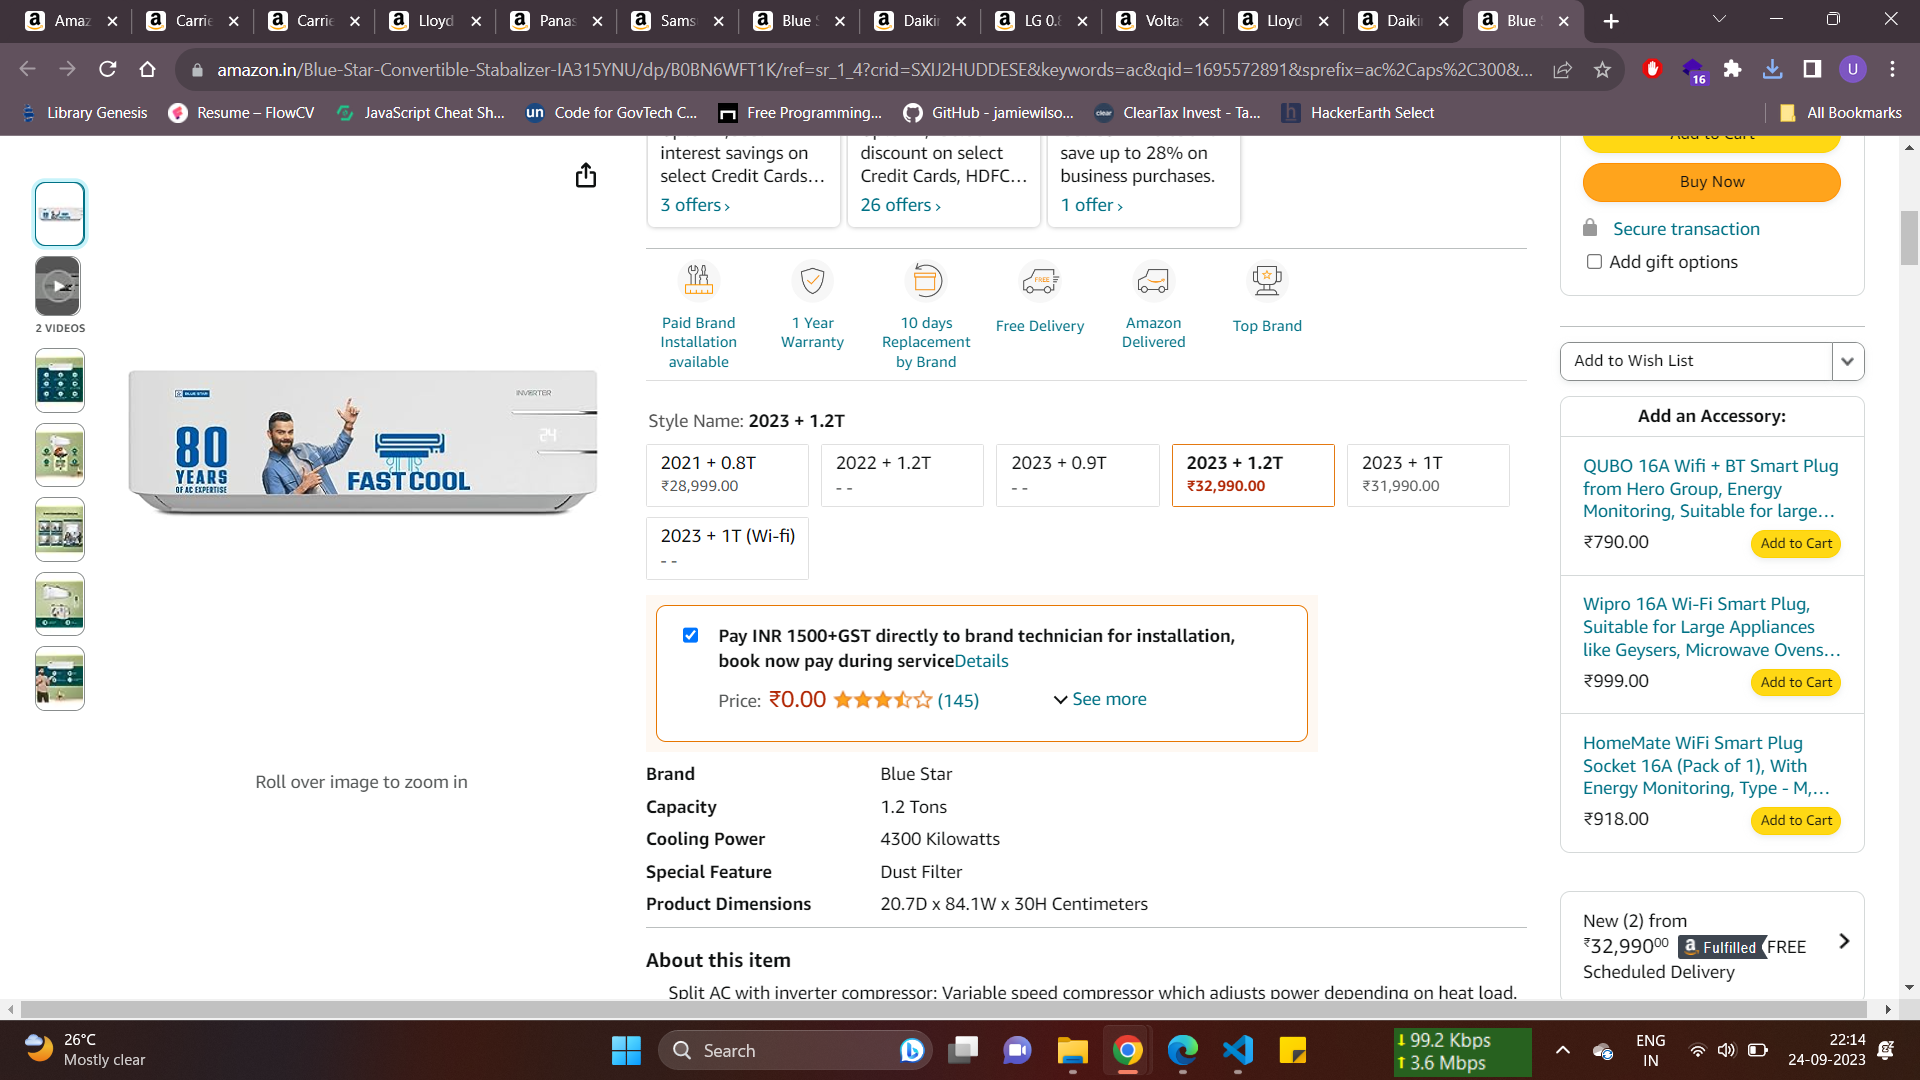 Amaz
Carrie
Carrie
Lloyd
Panas
Sams
Blue S
Daikin
LG 0.8
Voltas
Lloyd
Daikin
Blue S
amazon.in/Blue-Star-Convertible-Stabalizer-IA315YNU/dp/B0BN6WFT1K/ref=sr_1_4?crid=SXIJ2HUDDESE&keywords=ac&qid=1695572891&sprefix=ac%2Caps%2C300&...
16
U
Library Genesis
Resume – FlowCV
JavaScript Cheat Sh...
un Code for GovTech C...
Free Programming...
GitHub - jamiewilso...
clear ClearTax Invest - Ta...
h HackerEarth Select
All Bookmarks
interest savings on
select Credit Cards...
3 offers ›
discount on select
Credit Cards, HDFC...
26 offers ›
save up to 28% on
business purchases.
1 offer ›
Add to Cart
Buy Now
Secure transaction
Add gift options
2 VIDEOS
Paid Brand
Installation
available
1 Year
Warranty
10 days
Replacement
by Brand
FREE
Free Delivery
Amazon
Delivered
Top Brand
Add to Wish List
BLUE STAR
INVERTER
80
YEARS
OF AC EXPERTISE
FAST COOL
24
Roll over image to zoom in
Style Name: 2023 + 1.2T
2021 + 0.8T
₹28,999.00
2022 + 1.2T
- -
2023 + 0.9T
- -
2023 + 1.2T
₹32,990.00
2023 + 1T
₹31,990.00
2023 + 1T (Wi-fi)
- -
Pay INR 1500+GST directly to brand technician for installation,
book now pay during serviceDetails
Price: ₹0.00 (145)
See more
Brand Blue Star
Capacity 1.2 Tons
Cooling Power 4300 Kilowatts
Special Feature Dust Filter
Product Dimensions 20.7D x 84.1W x 30H Centimeters
About this item
Split AC with inverter compressor: Variable speed compressor which adjusts power depending on heat load.
Add an Accessory:
QUBO 16A Wifi + BT Smart Plug
from Hero Group, Energy
Monitoring, Suitable for large...
₹790.00 Add to Cart
Wipro 16A Wi-Fi Smart Plug,
Suitable for Large Appliances
like Geysers, Microwave Ovens...
₹999.00 Add to Cart
HomeMate WiFi Smart Plug
Socket 16A (Pack of 1), With
Energy Monitoring, Type - M,...
₹918.00 Add to Cart
New (2) from
₹32,990⁰⁰ Fulfilled FREE
Scheduled Delivery
26°C
Mostly clear
Search
99.2 Kbps
3.6 Mbps
ENG
IN
22:14
24-09-2023